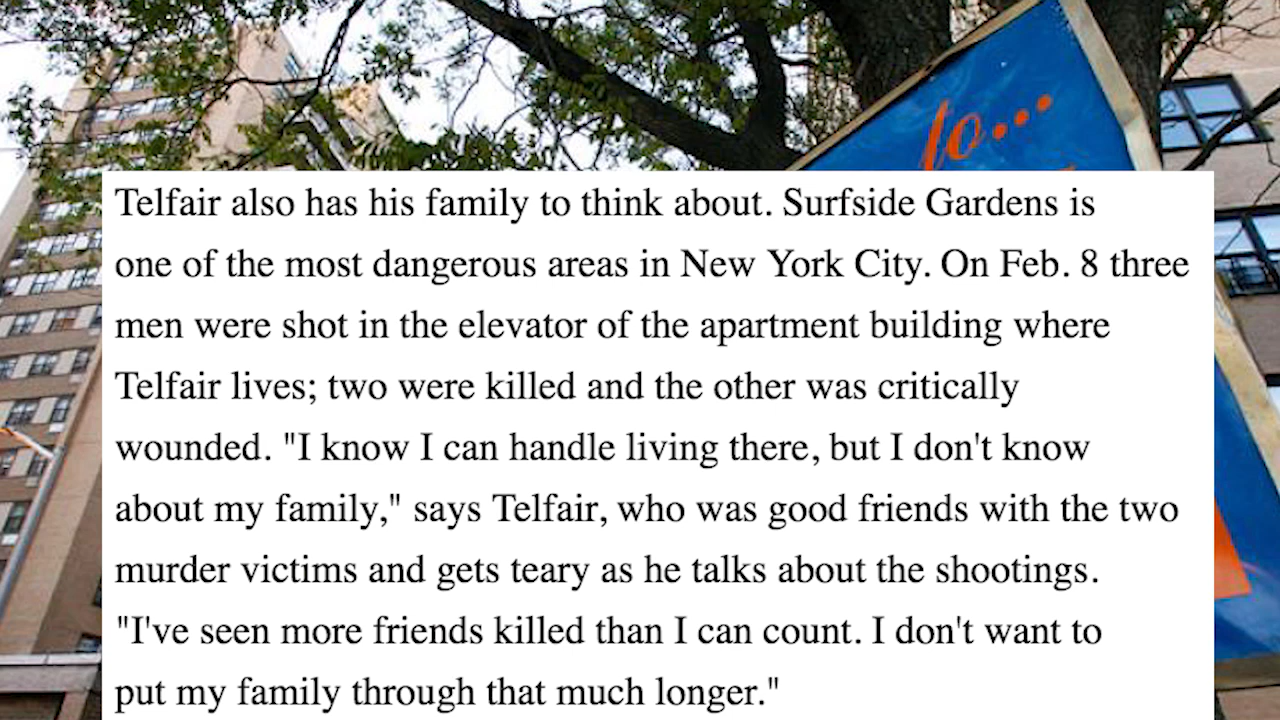 to...
Telfair also has his family to think about. Surfside Gardens is
one of the most dangerous areas in New York City. On Feb. 8 three
men were shot in the elevator of the apartment building where
Telfair lives; two were killed and the other was critically
wounded. "I know I can handle living there, but I don't know
about my family," says Telfair, who was good friends with the two
murder victims and gets teary as he talks about the shootings.
"I've seen more friends killed than I can count. I don't want to
put my family through that much longer."